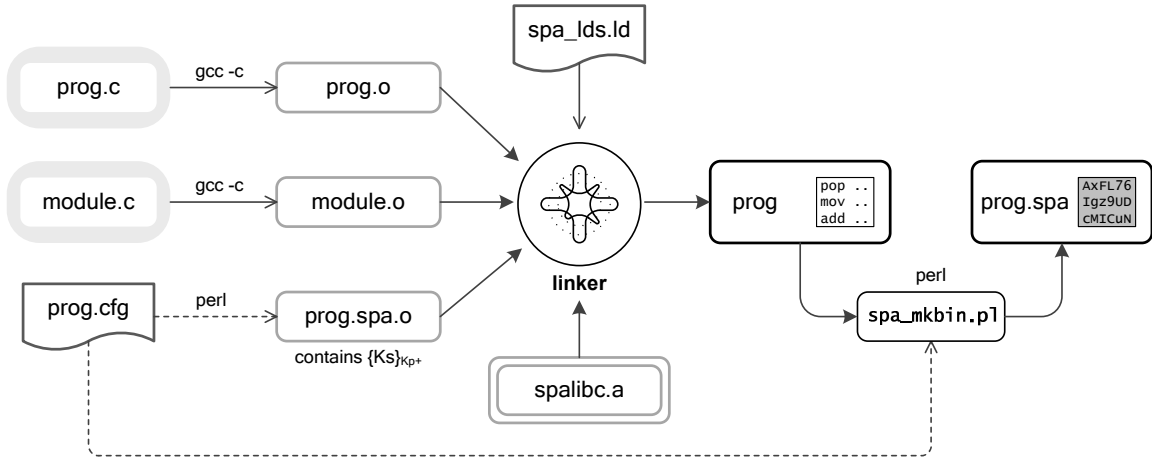 spa_lds.ld
prog.c
gcc -c
prog.o
module.c
gcc -c
module.o
prog.cfg
perl
prog.spa.o
contains {Ks}Kp+
linker
spalibc.a
prog
pop ..
mov ..
add ..
prog.spa
AxFL76
Igz9UD
cMICuN
perl
spa_mkbin.pl